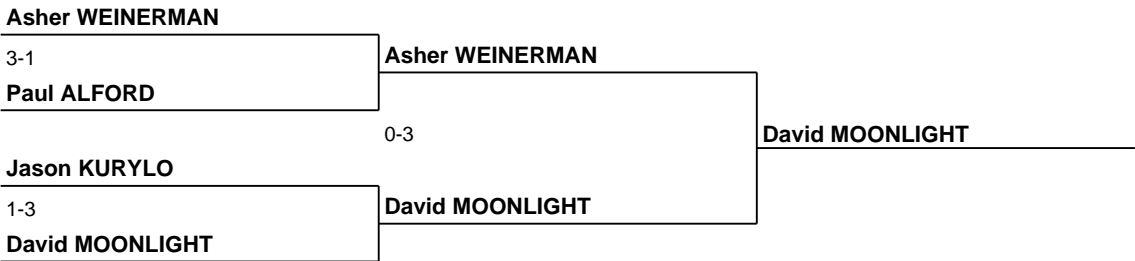 Asher WEINERMAN
3-1
Asher WEINERMAN
Paul ALFORD
0-3
David MOONLIGHT
Jason KURYLO
1-3
David MOONLIGHT
David MOONLIGHT